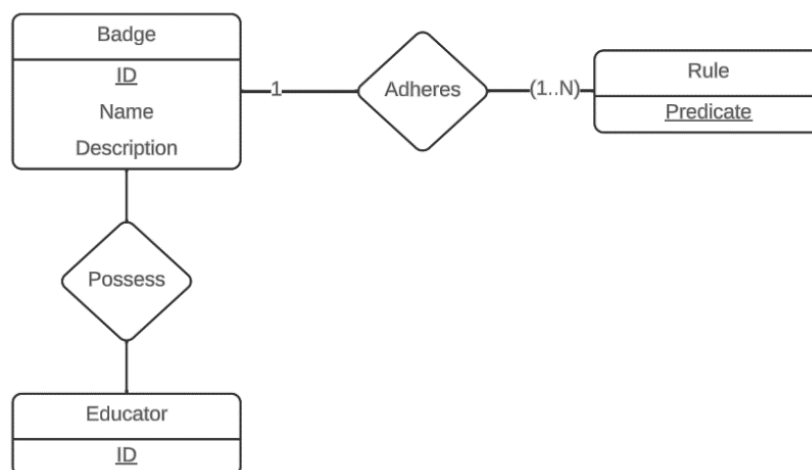 Badge
ID
Name
Description
1
Adheres
(1..N)
Rule
Predicate
Possess
Educator
ID